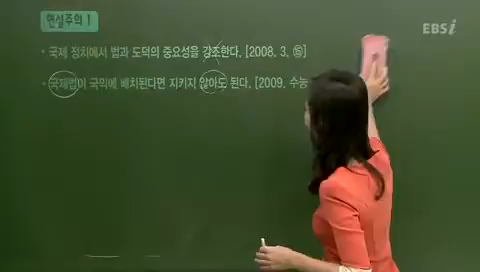 현실주의 1
EBSi
• 국제 정치에서 법과 도덕의 중요성을 강조한다. [2008. 3. ⑮]
• 국제법이 국익에 배치된다면 지키지 않아도 된다. [2009. 수능